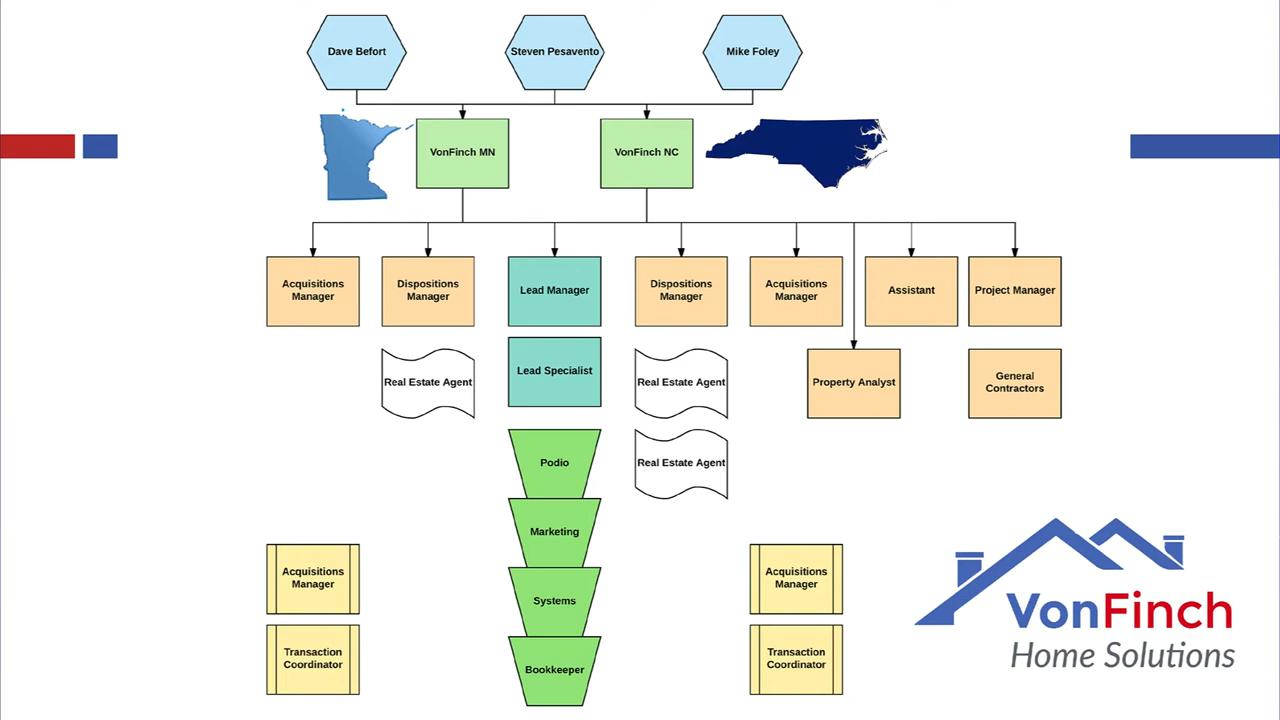 Dave Befort
Steven Pesavento
Mike Foley
VonFinch MN
VonFinch NC
Acquisitions
Manager
Dispositions
Manager
Lead Manager
Dispositions
Manager
Acquisitions
Manager
Assistant
Project Manager
Real Estate Agent
Lead Specialist
Real Estate Agent
Property Analyst
General
Contractors
Podio
Real Estate Agent
Marketing
Acquisitions
Manager
Systems
Acquisitions
Manager
Transaction
Coordinator
Bookkeeper
Transaction
Coordinator
VonFinch
Home Solutions